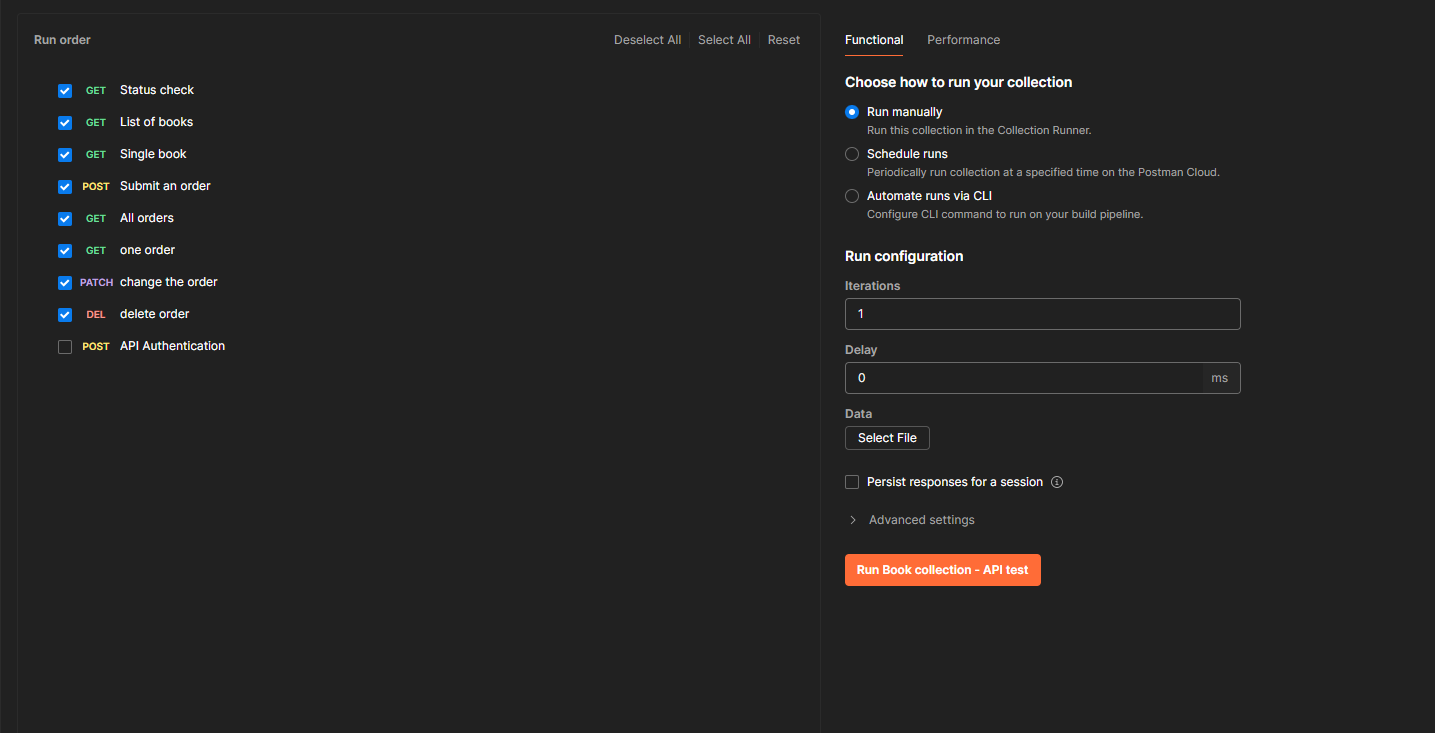 Run order
Deselect All
Select All
Reset
GET Status check
GET List of books
GET Single book
POST Submit an order
GET All orders
GET one order
PATCH change the order
DEL delete order
POST API Authentication
Functional
Performance
Choose how to run your collection
Run manually
Run this collection in the Collection Runner.
Schedule runs
Periodically run collection at a specified time on the Postman Cloud.
Automate runs via CLI
Configure CLI command to run on your build pipeline.
Run configuration
Iterations
1
Delay
0 ms
Data
Select File
Persist responses for a session
Advanced settings
Run Book collection - API test